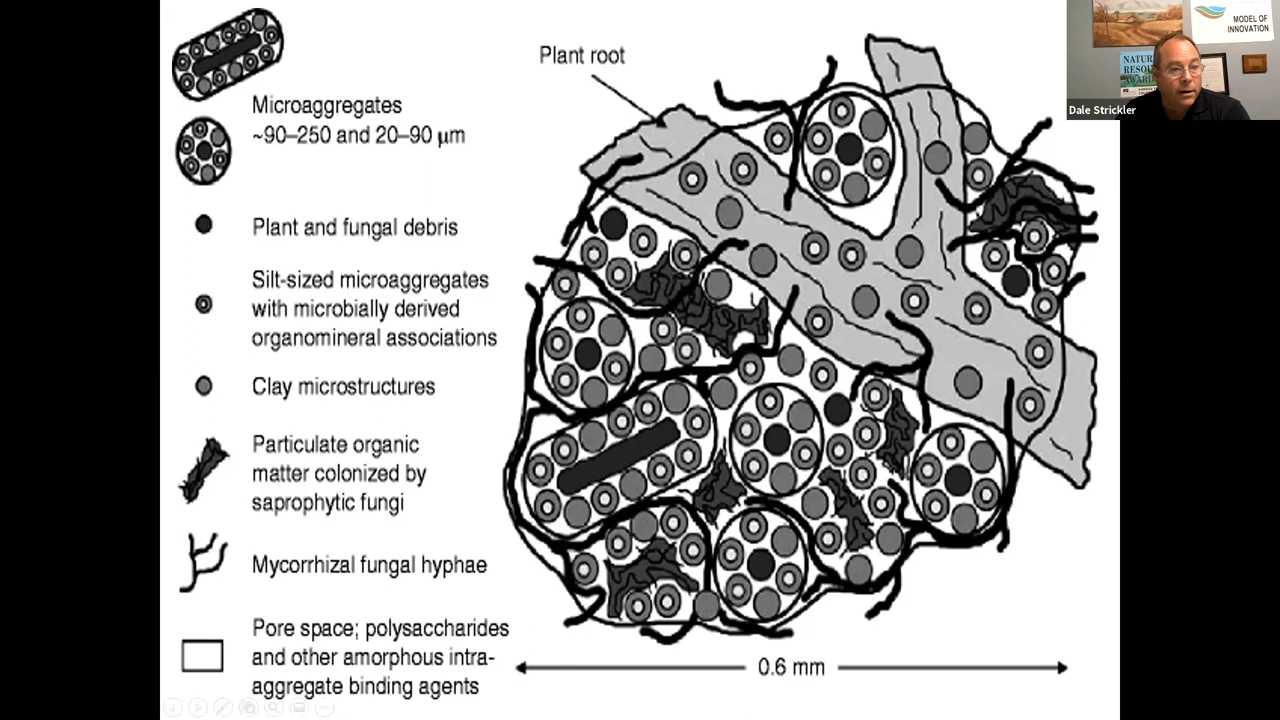 Microaggregates
~90–250 and 20–90 µm
Plant and fungal debris
Silt-sized microaggregates
with microbially derived
organomineral associations
Clay microstructures
Particulate organic
matter colonized by
saprophytic fungi
Mycorrhizal fungal hyphae
Pore space; polysaccharides
and other amorphous intra-
aggregate binding agents
Plant root
0.6 mm
MODEL OF
INNOVATION
Dale Strickler